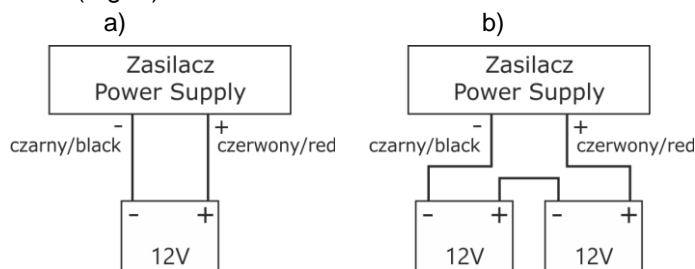 a)
b)
Zasilacz
Power Supply
-
+
czarny/black
czerwony/red
-
+
12V
Zasilacz
Power Supply
-
+
czarny/black
czerwony/red
-
+
-
+
12V
12V